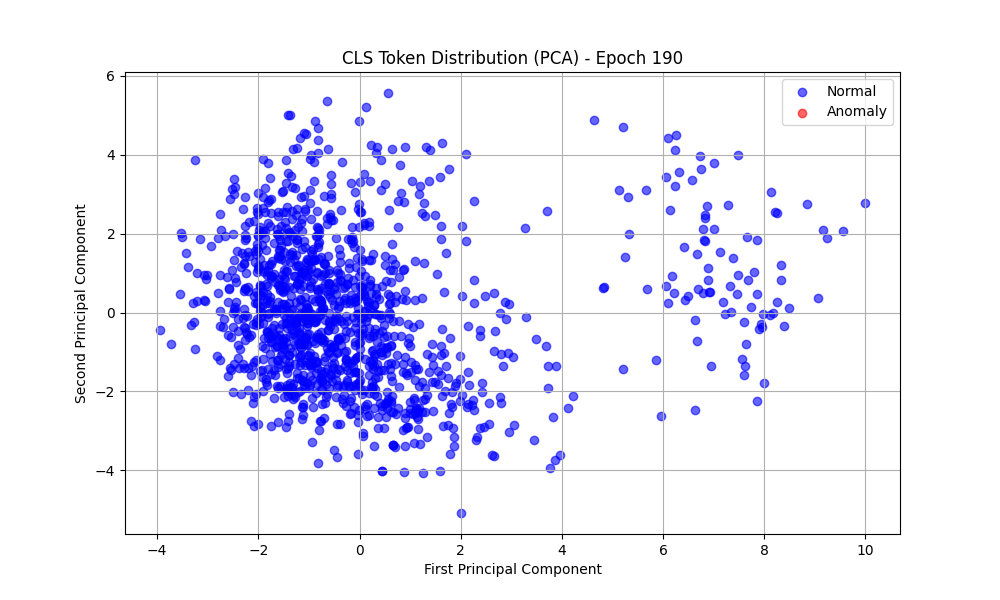 CLS Token Distribution (PCA) - Epoch 190
Normal
Anomaly
6
4
2
0
−2
−4
Second Principal Component
−4
−2
0
2
4
6
8
10
First Principal Component